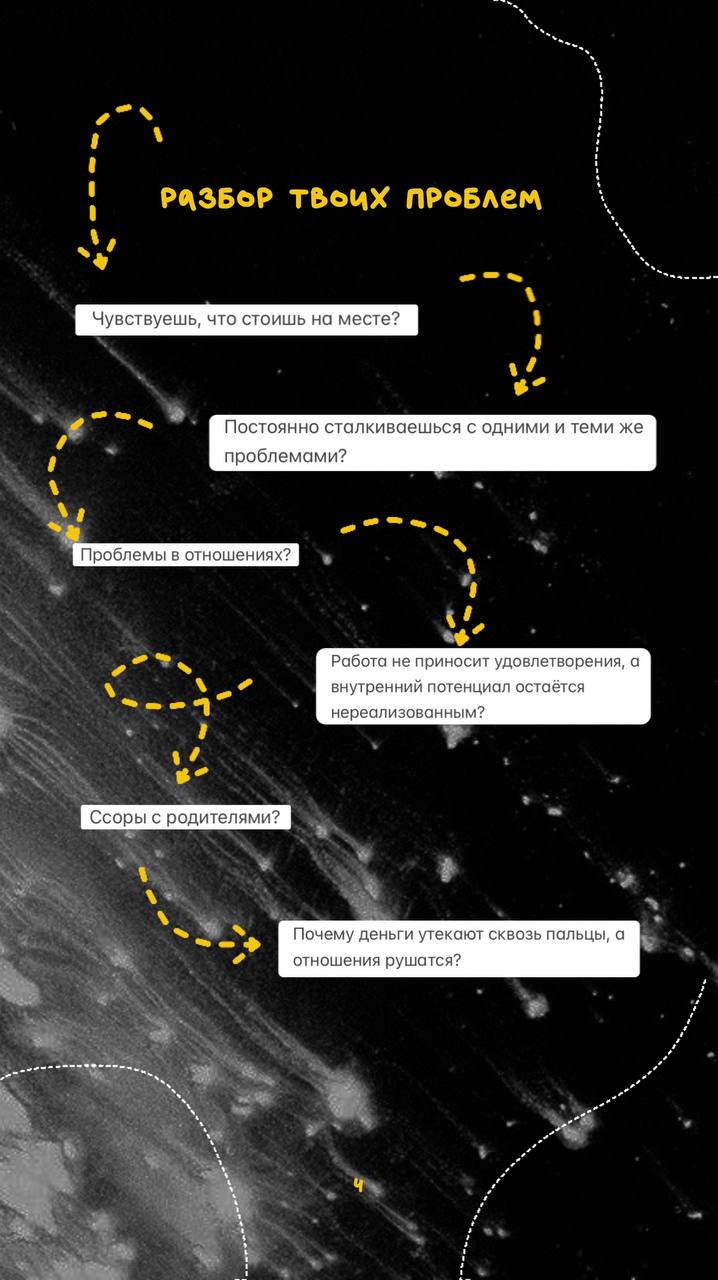 РАЗБОР ТВОИХ ПРОБЛЕМ
Чувствуешь, что стоишь на месте?
Постоянно сталкиваешься с одними и теми же
проблемами?
Проблемы в отношениях?
Работа не приносит удовлетворения, а
внутренний потенциал остаётся
нереализованным?
Ссоры с родителями?
Почему деньги утекают сквозь пальцы, а
отношения рушатся?
4